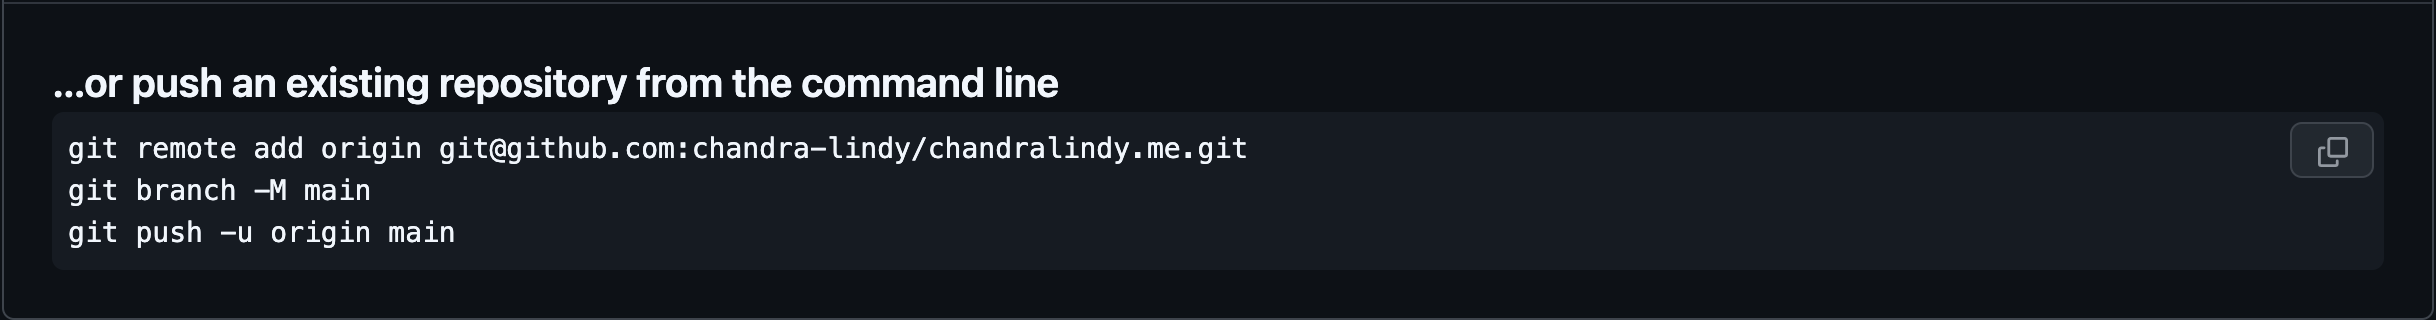 ...or push an existing repository from the command line
git remote add origin git@github.com:chandra-lindy/chandralindy.me.git
git branch -M main
git push -u origin main